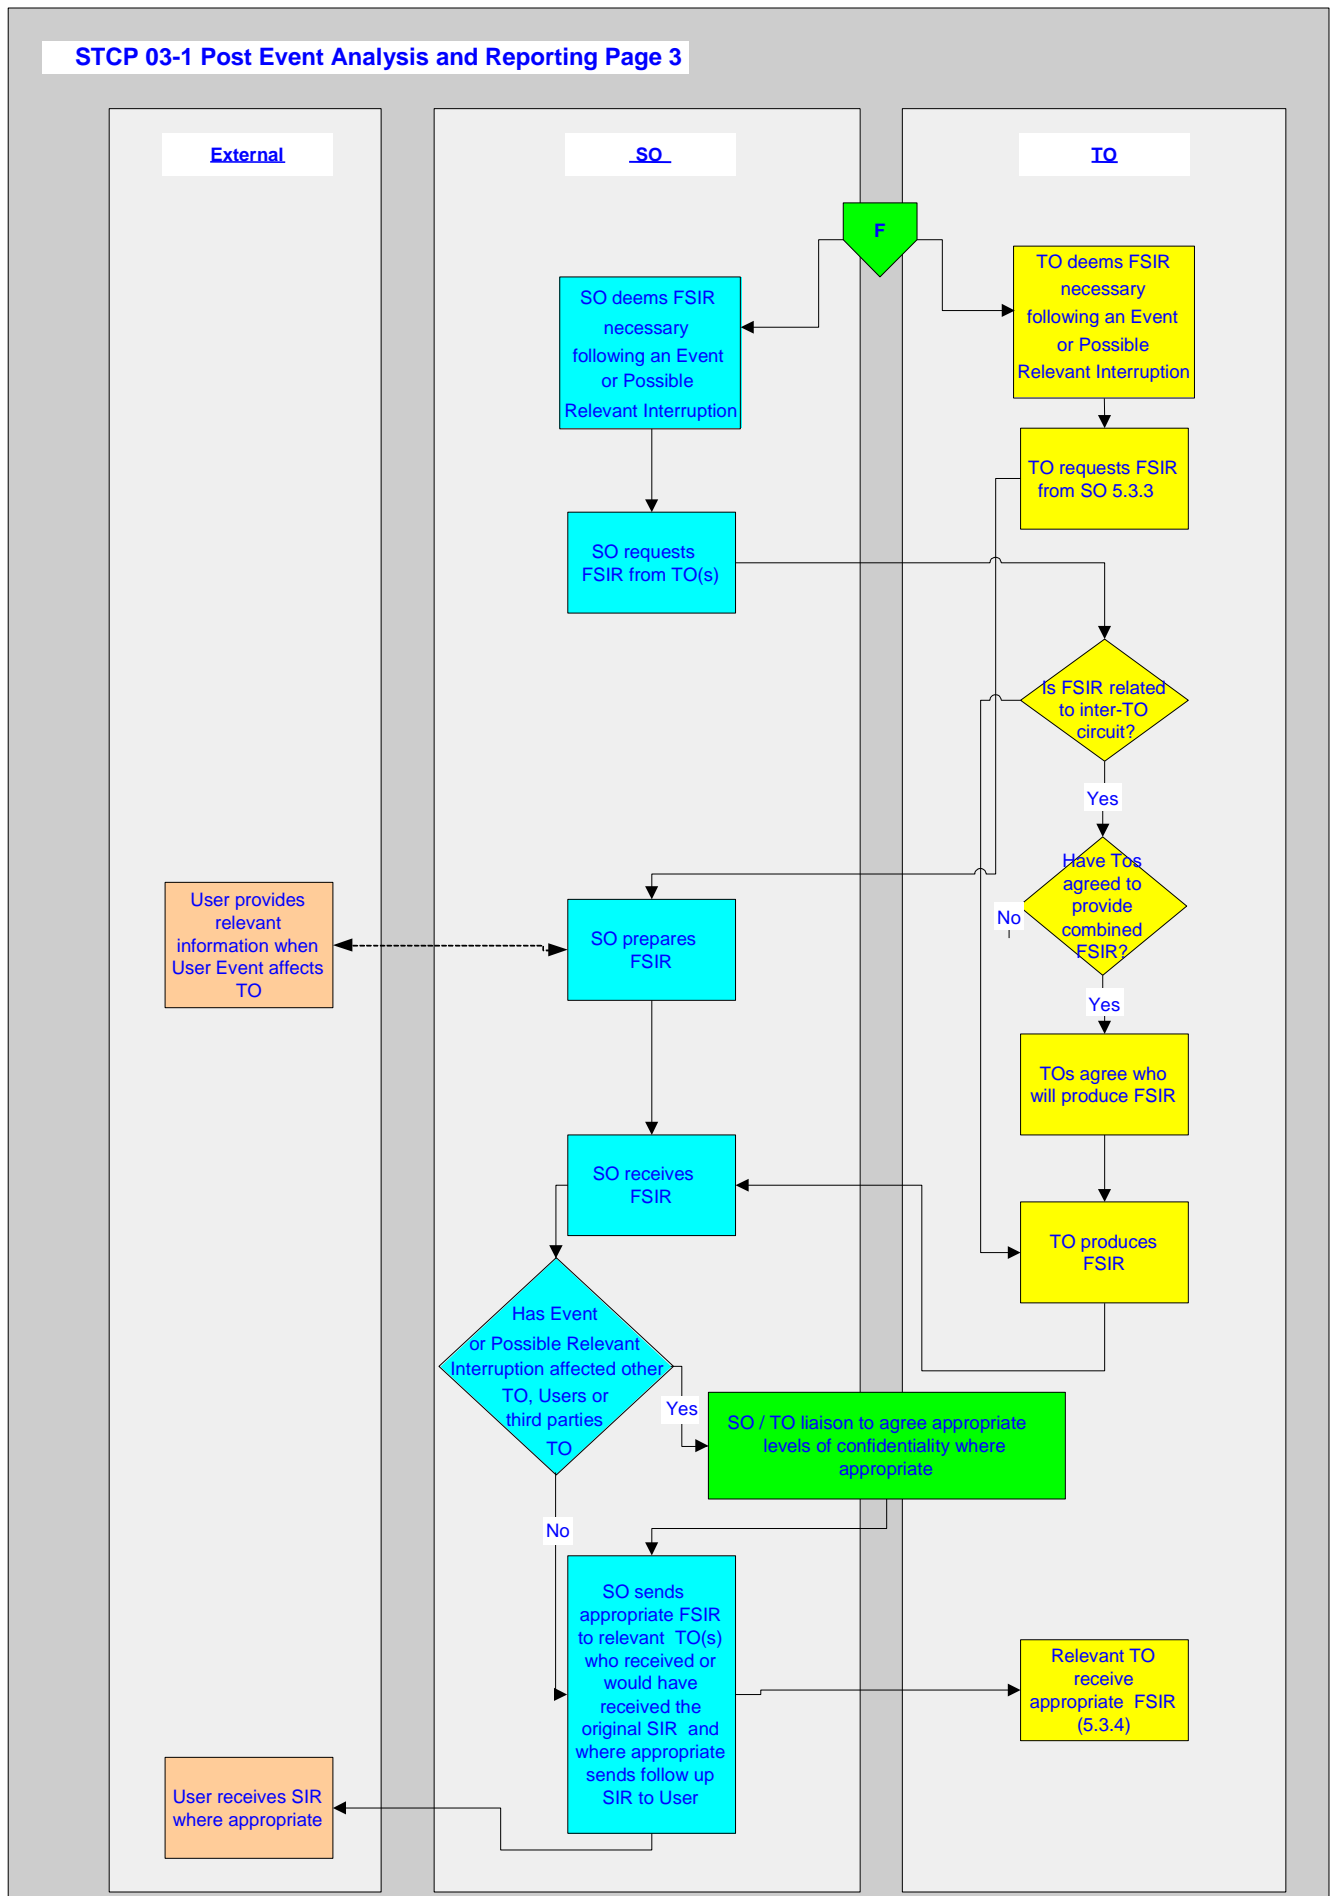 STCP 03-1 Post Event Analysis and Reporting Page 3
External
SO
TO
F
TO deems FSIR
necessary
following an Event
or Possible
Relevant Interruption
SO deems FSIR
necessary
following an Event
or Possible
Relevant Interruption
TO requests FSIR
from SO 5.3.3
SO requests
FSIR from TO(s)
Is FSIR related
to inter-TO
circuit?
Yes
Have Tos
agreed to
provide
combined
FSIR?
No
Yes
User provides
relevant
information when
User Event affects
TO
SO prepares
FSIR
TOs agree who
will produce FSIR
SO receives
FSIR
TO produces
FSIR
Has Event
or Possible Relevant
Interruption affected other
TO, Users or
third parties
TO
Yes
SO / TO liaison to agree appropriate
levels of confidentiality where
appropriate
No
SO sends
appropriate FSIR
to relevant TO(s)
who received or
would have
received the
original SIR and
where appropriate
sends follow up
SIR to User
Relevant TO
receive
appropriate FSIR
(5.3.4)
User receives SIR
where appropriate